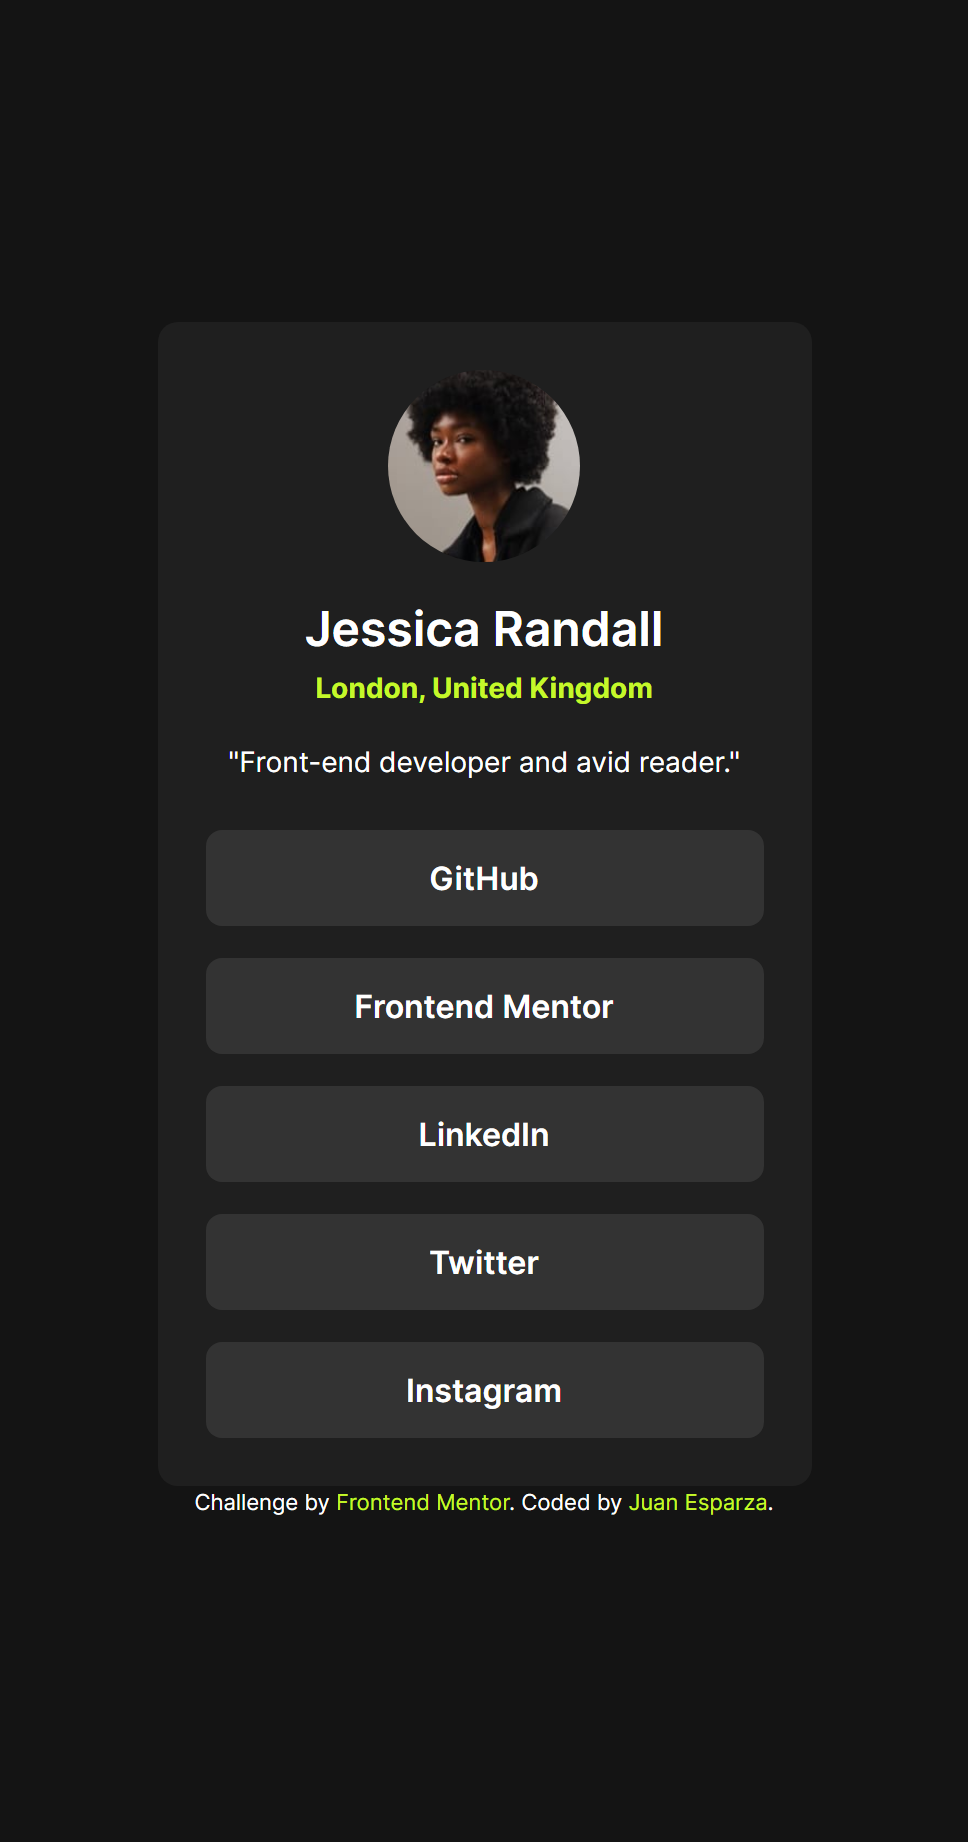 Jessica Randall
London, United Kingdom
"Front-end developer and avid reader."
GitHub
Frontend Mentor
LinkedIn
Twitter
Instagram
Challenge by Frontend Mentor. Coded by Juan Esparza.